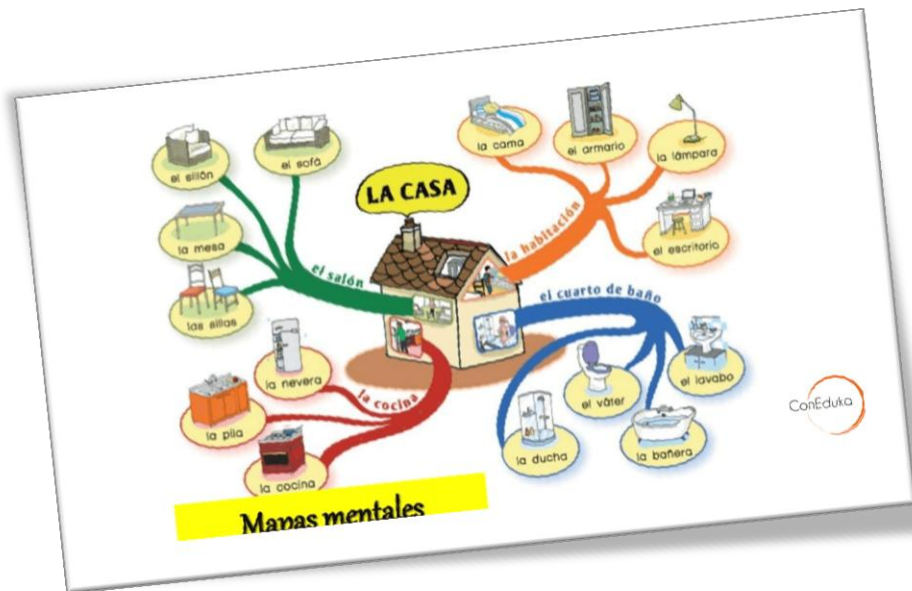 LA CASA
el salón
el sillón
el sofá
la mesa
las sillas
la habitación
la cama
el armario
la lámpara
el escritorio
la cocina
la nevera
la pila
la cocina
el cuarto de baño
la ducha
el váter
la bañera
el lavabo
ConEduka
Mapas mentales